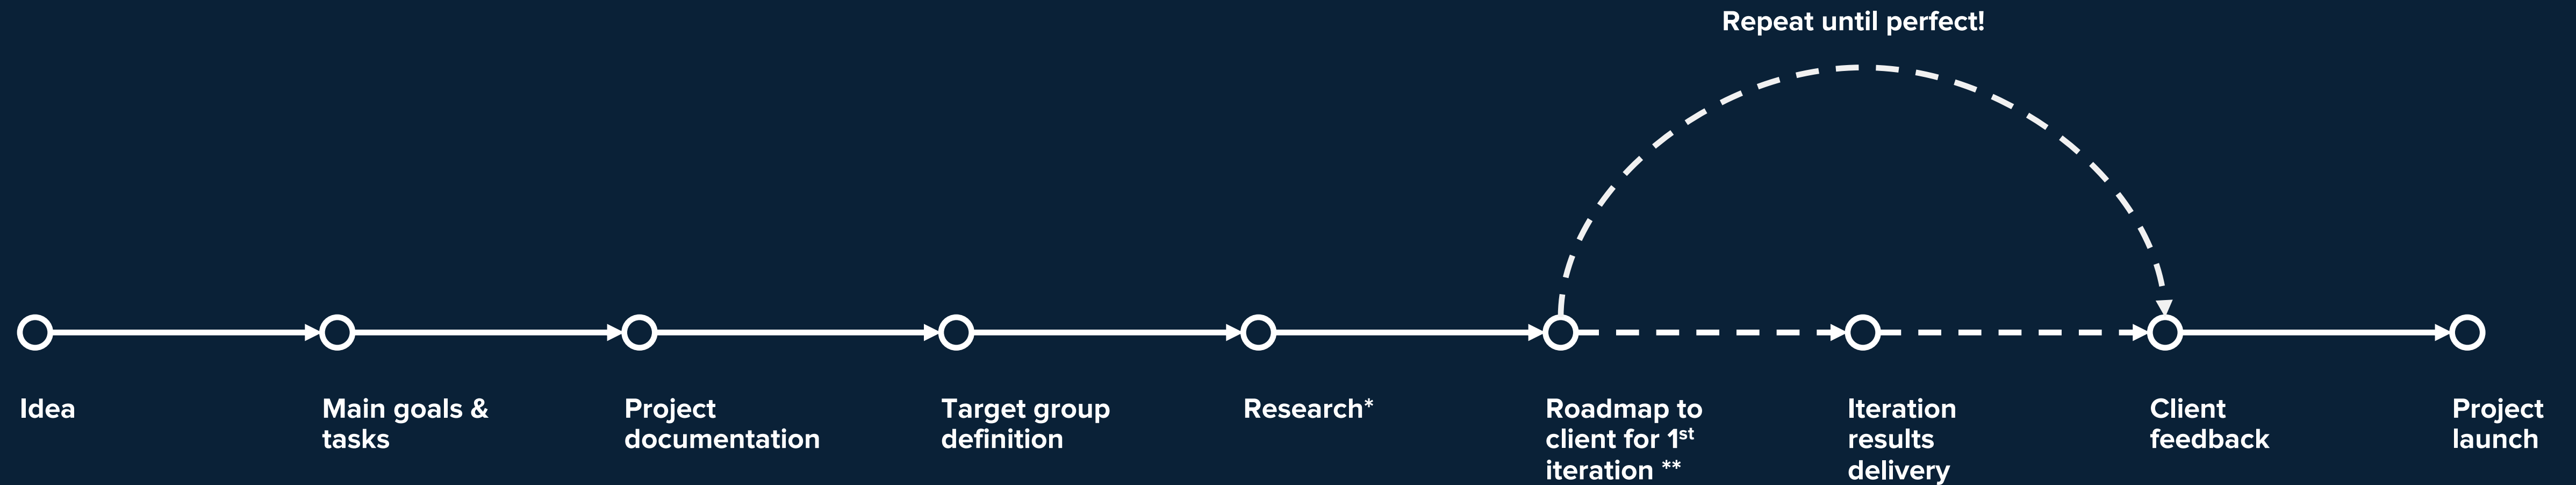 Repeat until perfect!
Idea
Main goals &
tasks
Project
documentation
Target group
definition
Research*
Roadmap to
client for 1st
iteration **
Iteration
results
delivery
Client
feedback
Project
launch